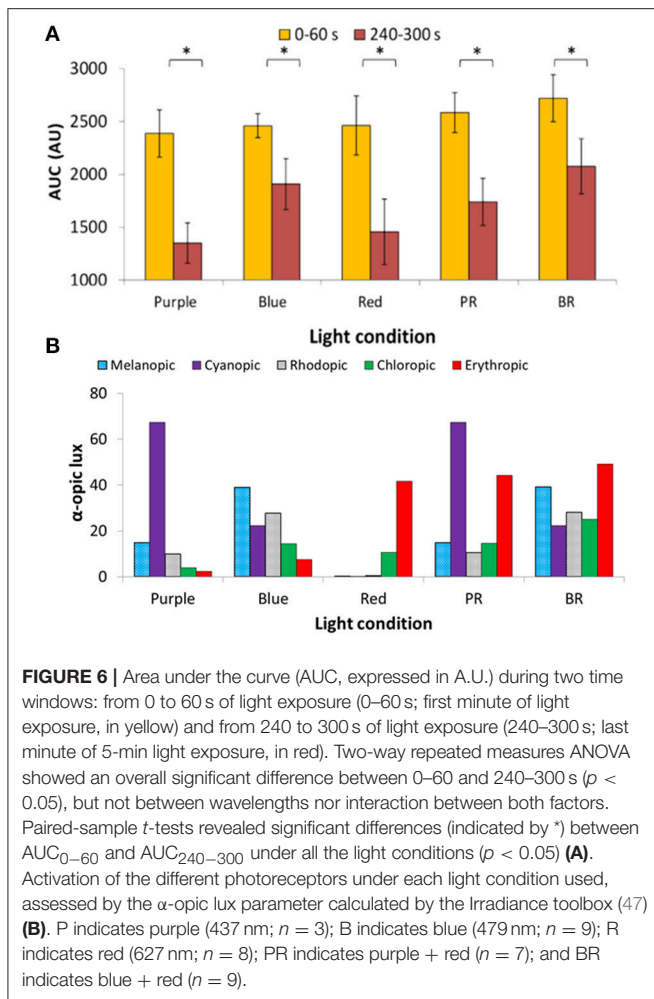 A
0-60 s 240-300 s
* * * * *
3000
2500
2000
1500
1000
AUC (AU)
Purple Blue Red PR BR
Light condition
B
Melanopic Cyanopic Rhodopic Chloropic Erythropic
80
60
40
20
0
α-opic lux
Purple Blue Red PR BR
Light condition
FIGURE 6 | Area under the curve (AUC, expressed in A.U.) during two time
windows: from 0 to 60 s of light exposure (0–60 s; first minute of light
exposure, in yellow) and from 240 to 300 s of light exposure (240–300 s; last
minute of 5-min light exposure, in red). Two-way repeated measures ANOVA
showed an overall significant difference between 0–60 and 240–300 s (p <
0.05), but not between wavelengths nor interaction between both factors.
Paired-sample t-tests revealed significant differences (indicated by *) between
AUC0−60 and AUC240−300 under all the light conditions (p < 0.05) (A).
Activation of the different photoreceptors under each light condition used,
assessed by the α-opic lux parameter calculated by the Irradiance toolbox (47)
(B). P indicates purple (437 nm; n = 3); B indicates blue (479 nm; n = 9); R
indicates red (627 nm; n = 8); PR indicates purple + red (n = 7); and BR
indicates blue + red (n = 9).